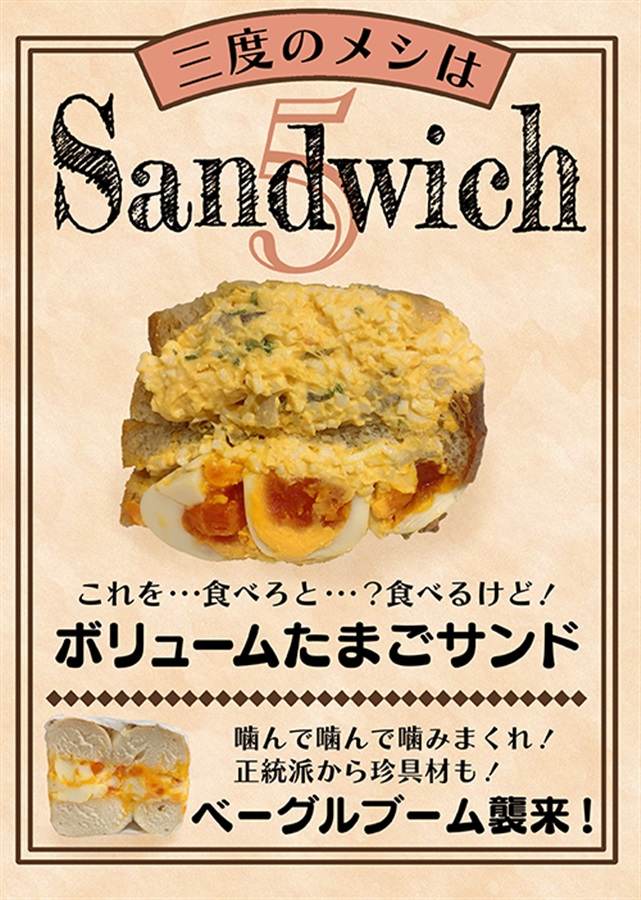 三度のメシは
Sandwich
5
これを…食べろと…?食べるけど!
ボリュームたまごサンド
噛んで噛んで噛みまくれ!
正統派から珍具材も!
ベーグルブーム襲来!